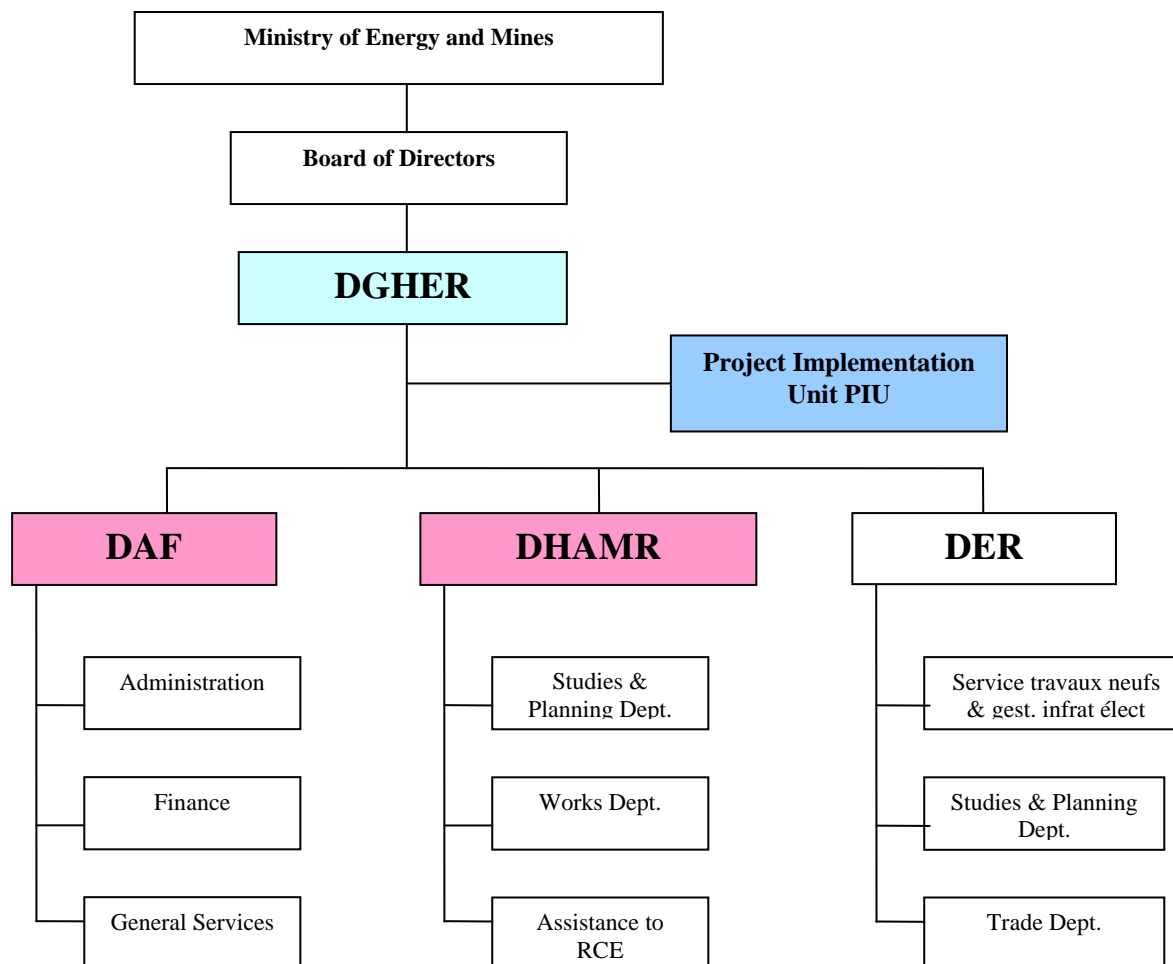 Ministry of Energy and Mines
Board of Directors
DGHER
Project Implementation
Unit PIU
DAF
DHAMR
DER
Administration
Studies &
Planning Dept.
Service travaux neufs
& gest. infrat élect
Finance
Works Dept.
Studies & Planning
Dept.
General Services
Assistance to
RCE
Trade Dept.